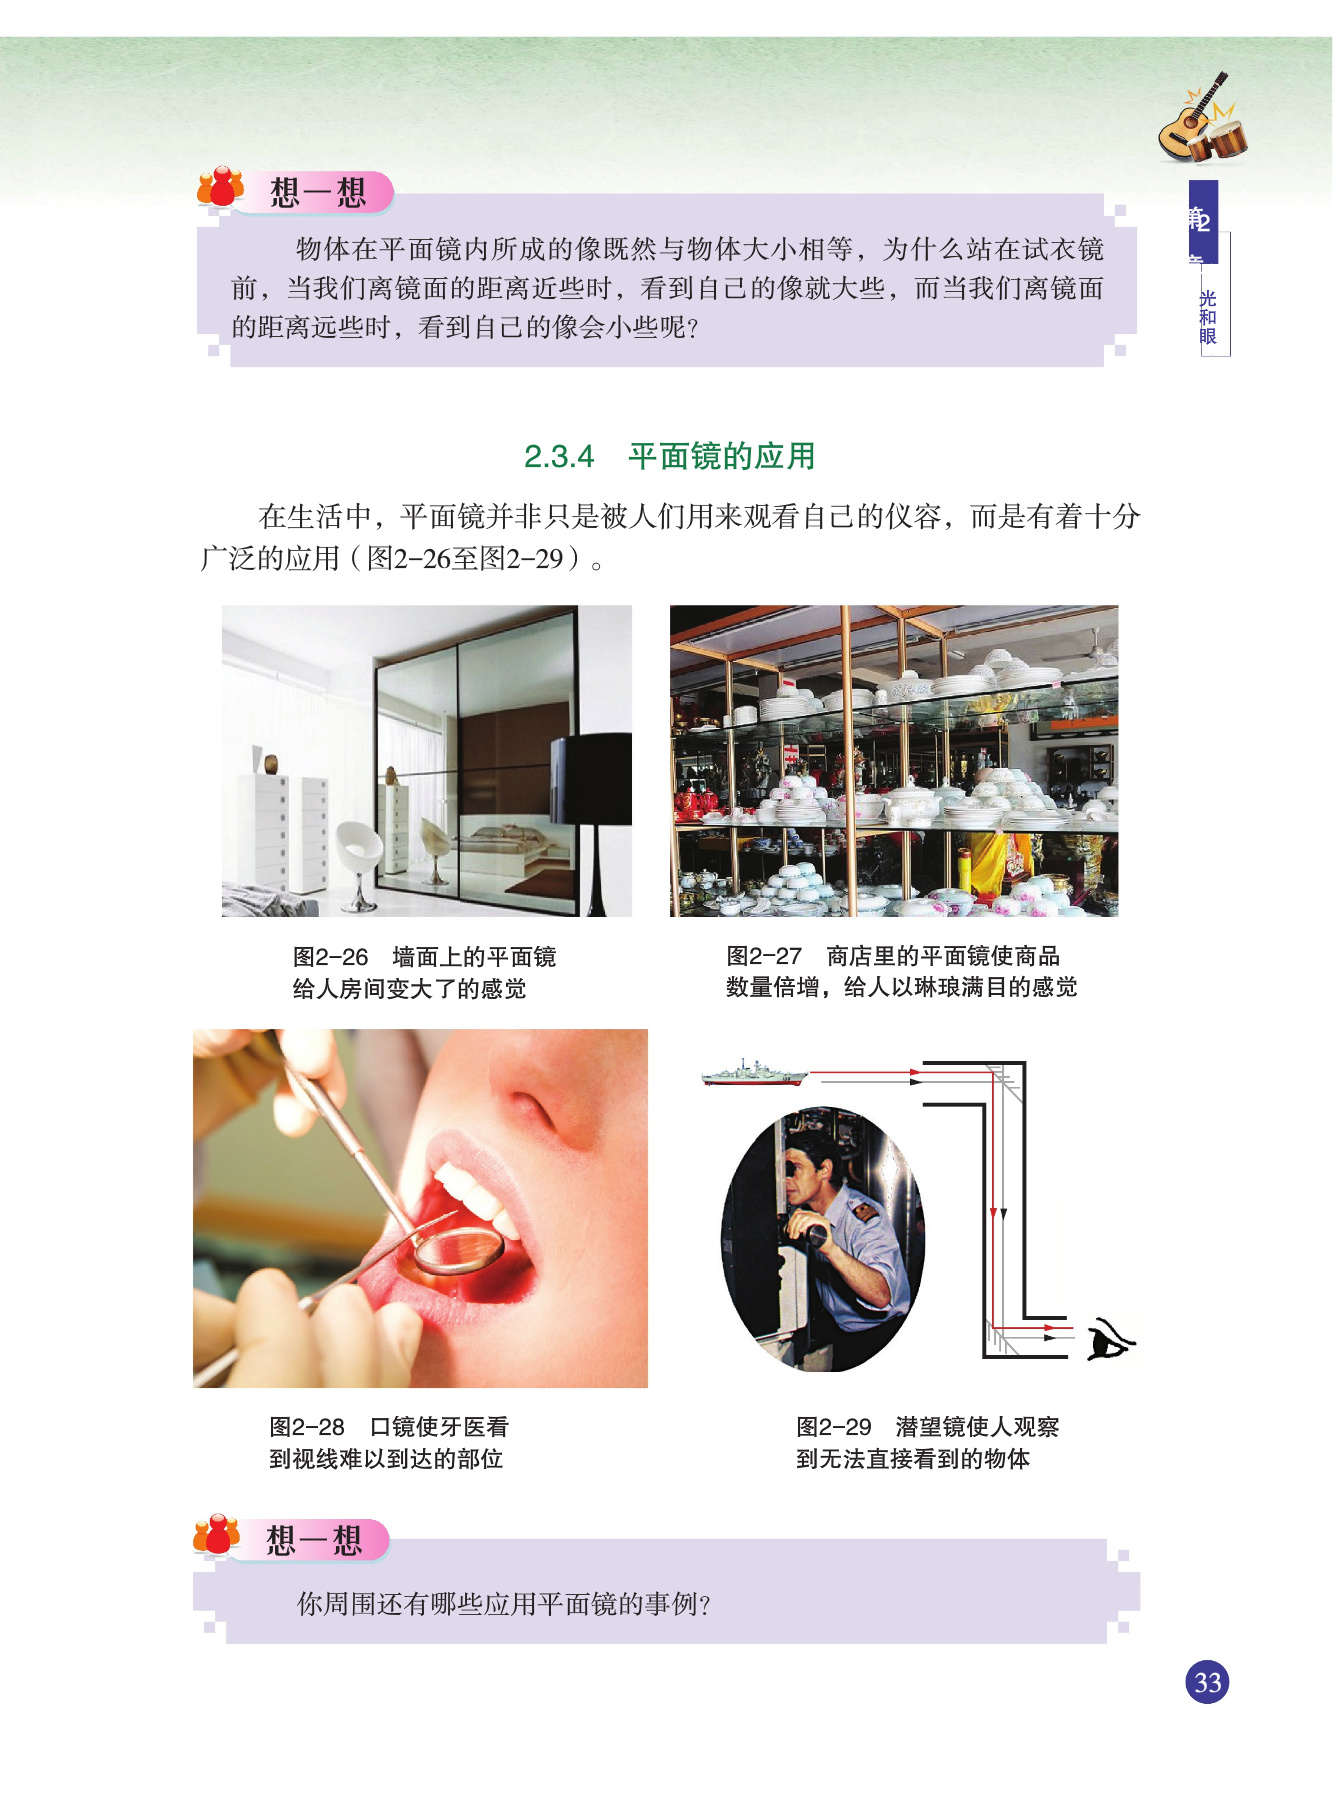 想一想
物体在平面镜内所成的像既然与物体大小相等，为什么站在试衣镜
前，当我们离镜面的距离近些时，看到自己的像就大些，而当我们离镜面
的距离远些时，看到自己的像会小些呢？
第2章
光和眼
2.3.4 平面镜的应用
在生活中，平面镜并非只是被人们用来观看自己的仪容，而是有着十分
广泛的应用（图2-26至图2-29）。
图2-26 墙面上的平面镜
给人房间变大了的感觉
图2-27 商店里的平面镜使商品
数量倍增，给人以琳琅满目的感觉
图2-28 口镜使牙医看
到视线难以到达的部位
图2-29 潜望镜使人观察
到无法直接看到的物体
想一想
你周围还有哪些应用平面镜的事例？
33